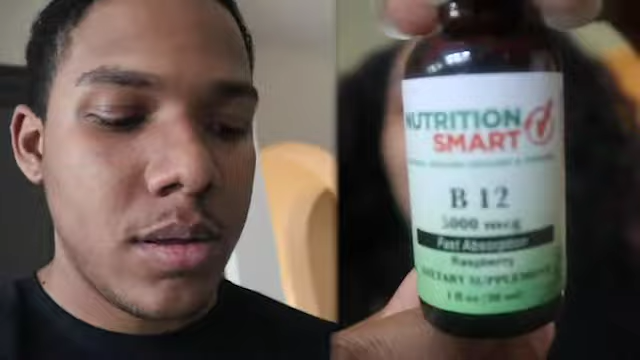 NUTRITION
SMART
B 12
5000 mcg
Fast Absorption
Raspberry
DIETARY SUPPLEMENT
1 fl oz (30 ml)